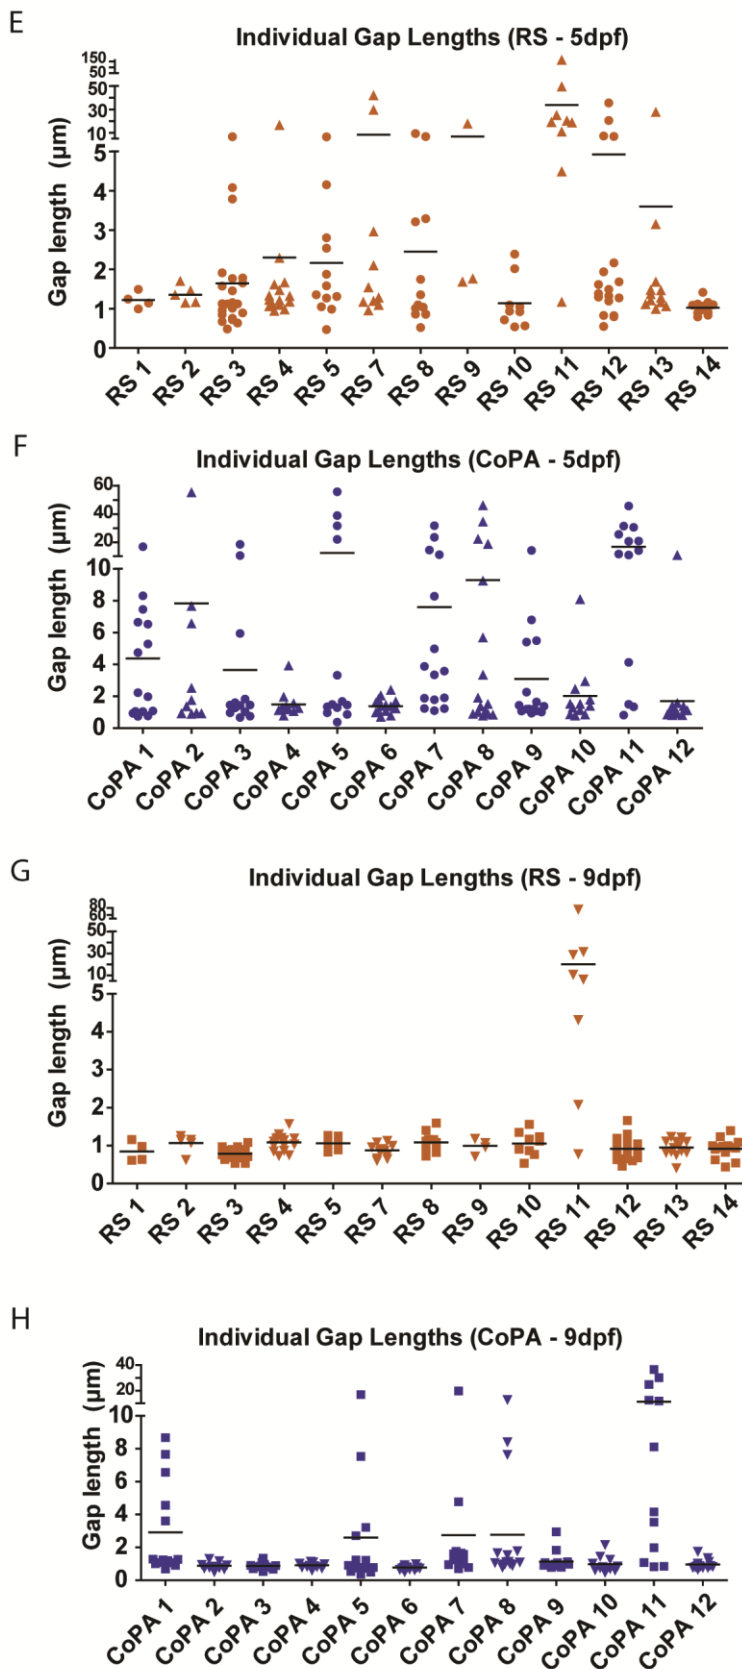 E
Individual Gap Lengths (RS - 5dpf)
Gap length (µm)
150
50
50
30
10
5
4
3
2
1
0
RS 1
RS 2
RS 3
RS 4
RS 5
RS 7
RS 8
RS 9
RS 10
RS 11
RS 12
RS 13
RS 14
F
Individual Gap Lengths (CoPA - 5dpf)
Gap length (µm)
60
40
20
10
8
6
4
2
0
CoPA 1
CoPA 2
CoPA 3
CoPA 4
CoPA 5
CoPA 6
CoPA 7
CoPA 8
CoPA 9
CoPA 10
CoPA 11
CoPA 12
G
Individual Gap Lengths (RS - 9dpf)
Gap length (µm)
80
60
50
30
10
5
4
3
2
1
0
RS 1
RS 2
RS 3
RS 4
RS 5
RS 7
RS 8
RS 9
RS 10
RS 11
RS 12
RS 13
RS 14
H
Individual Gap Lengths (CoPA - 9dpf)
Gap length (µm)
40
20
10
8
6
4
2
0
CoPA 1
CoPA 2
CoPA 3
CoPA 4
CoPA 5
CoPA 6
CoPA 7
CoPA 8
CoPA 9
CoPA 10
CoPA 11
CoPA 12